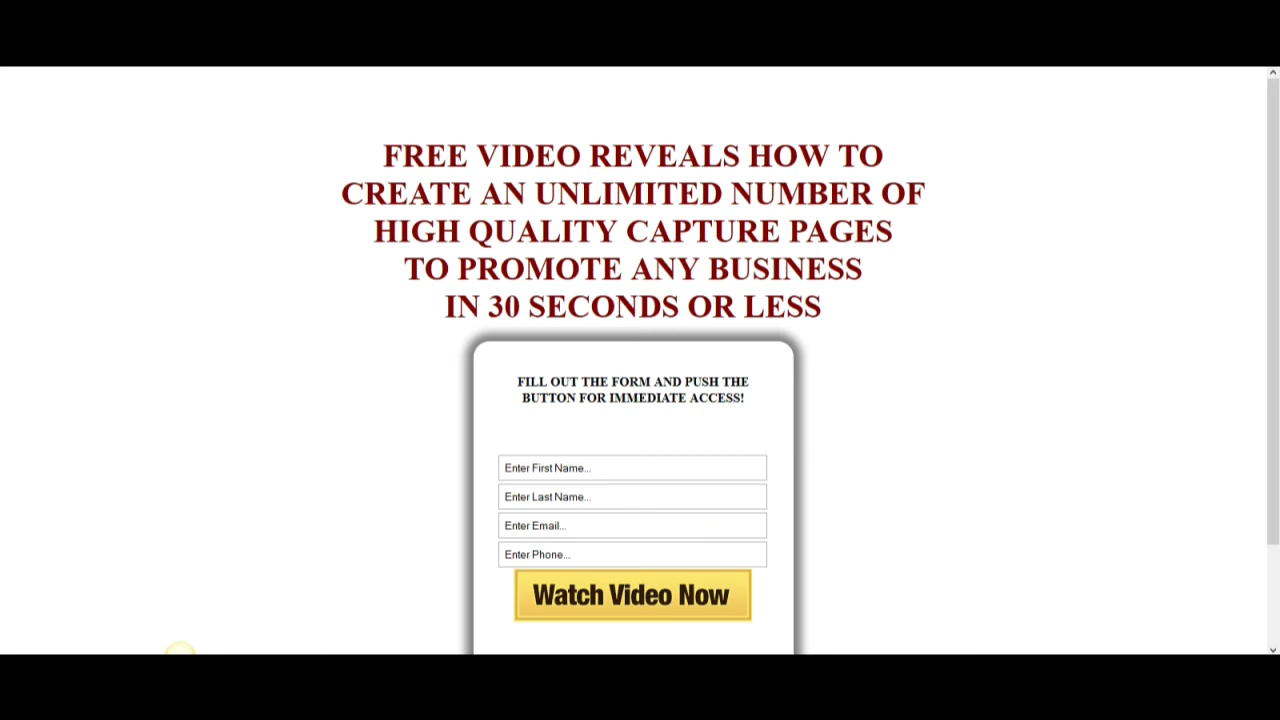 FREE VIDEO REVEALS HOW TO
CREATE AN UNLIMITED NUMBER OF
HIGH QUALITY CAPTURE PAGES
TO PROMOTE ANY BUSINESS
IN 30 SECONDS OR LESS
FILL OUT THE FORM AND PUSH THE
BUTTON FOR IMMEDIATE ACCESS!
Enter First Name...
Enter Last Name...
Enter Email...
Enter Phone...
Watch Video Now